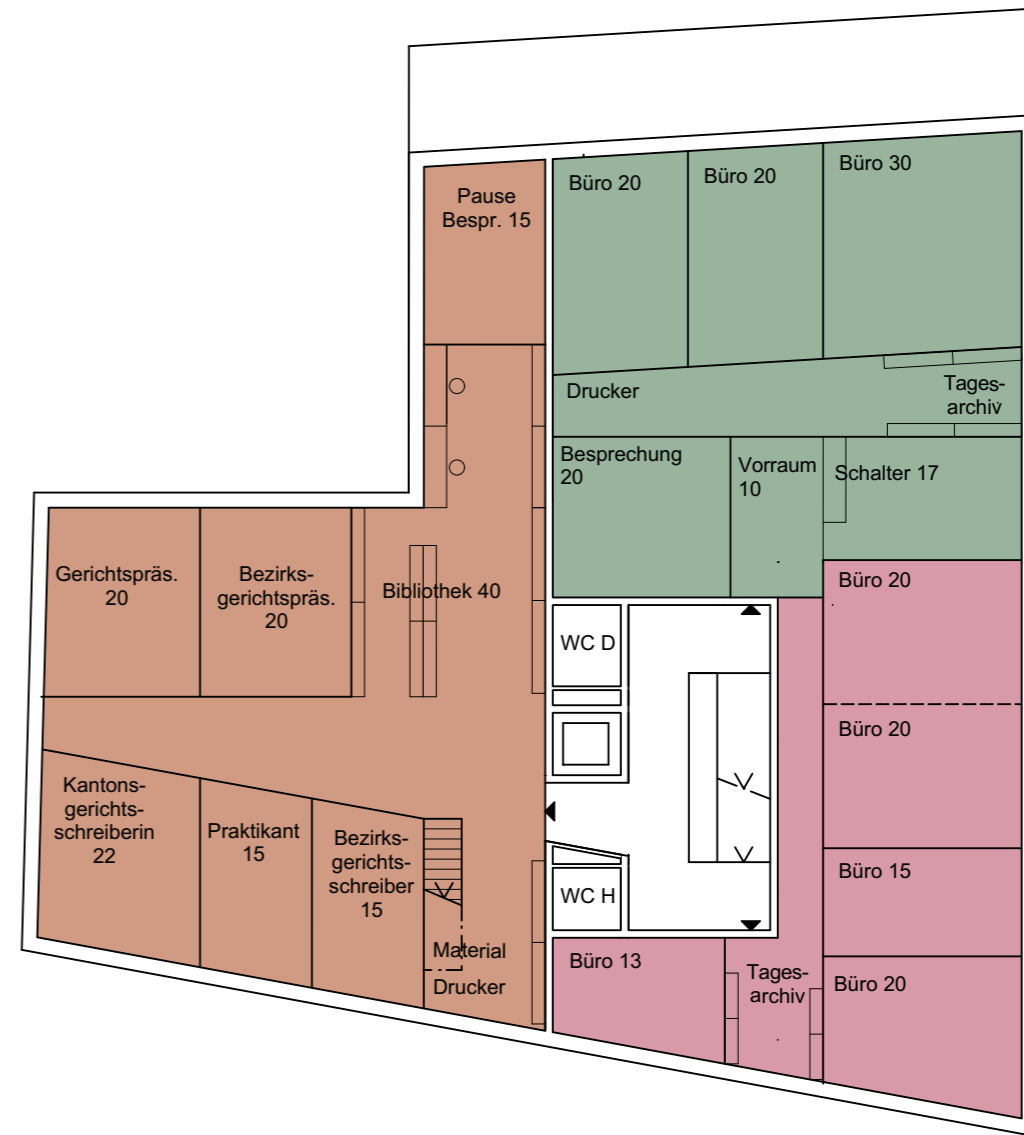 Pause
Bespr. 15
Büro 20
Büro 20
Büro 30
Drucker
Tages-
archiv
Besprechung
20
Vorraum
10
Schalter 17
Gerichtspräs.
20
Bezirks-
gerichtspräs.
20
Bibliothek 40
Büro 20
WC D
Büro 20
Kantons-
gerichts-
schreiberin
22
Praktikant
15
Bezirks-
gerichts-
schreiber
15
WC H
Büro 15
Material
Drucker
Büro 13
Tages-
archiv
Büro 20